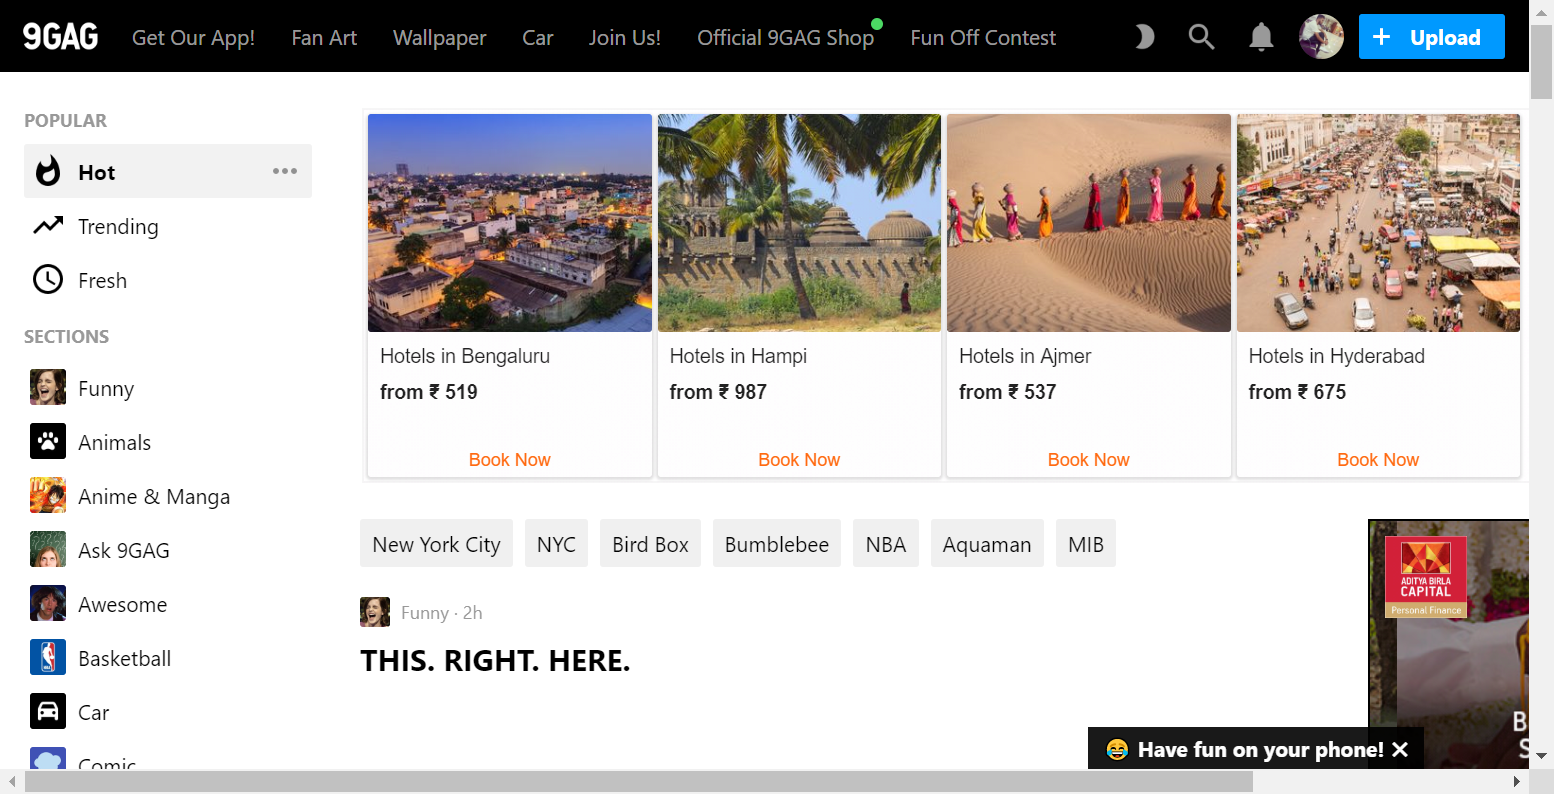 9GAG Get Our App! Fan Art Wallpaper Car Join Us! Official 9GAG Shop Fun Off Contest Upload
POPULAR
Hot
Trending
Fresh
SECTIONS
Funny
Animals
Anime & Manga
Ask 9GAG
Awesome
Basketball
Car
Comic
Hotels in Bengaluru
from ₹ 519
Book Now
Hotels in Hampi
from ₹ 987
Book Now
Hotels in Ajmer
from ₹ 537
Book Now
Hotels in Hyderabad
from ₹ 675
Book Now
New York City NYC Bird Box Bumblebee NBA Aquaman MIB
Funny · 2h
THIS. RIGHT. HERE.
ADITYA BIRLA
CAPITAL
Personal Finance
B
S
Have fun on your phone!